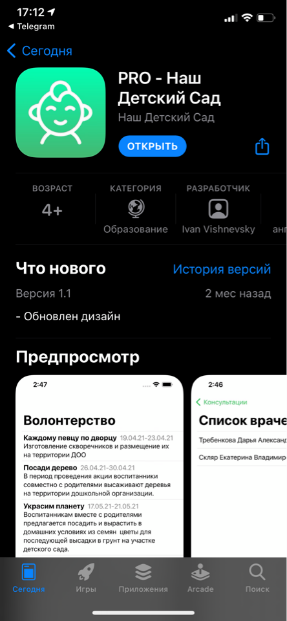 17:12
◀ Telegram
Сегодня
PRO - Наш
Детский Сад
Наш Детский Сад
ОТКРЫТЬ
ВОЗРАСТ
КАТЕГОРИЯ
РАЗРАБОТЧИК
4+
Образование
Ivan Vishnevsky
анг
Что нового
История версий
Версия 1.1
2 мес назад
- Обновлен дизайн
Предпросмотр
2:47
Волонтерство
Каждому певцу по дворцу 19.04.21-23.04.21
Изготовление скворечников и размещение их
на территории ДОО
Посади дерево 26.04.21-30.04.21
В период проведения акции воспитанники
совместно с родителями высаживают деревья
на территории дошкольной организации.
Украсим планету 17.05.21-21.05.21
Воспитанникам вместе с родителями
предлагается посадить и вырастить в
домашних условиях из семян цветы для
последующей высадки в грунт на участке
детского сада.
2:46
Консультации
Список враче
Требенкова Дарья Александ
Скляр Екатерина Владимир
Сегодня
Игры
Приложения
Arcade
Поиск